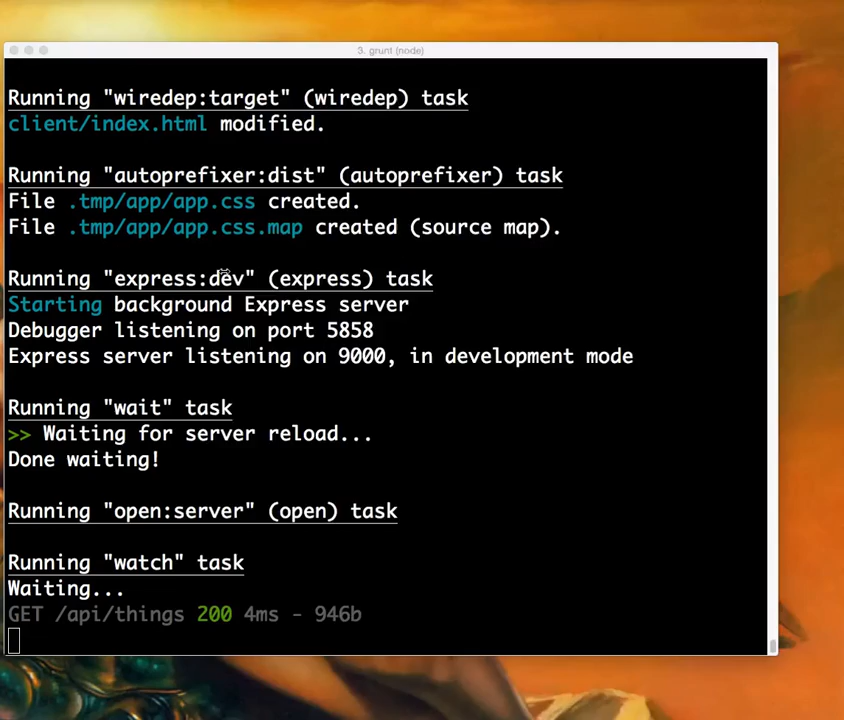 3. grunt (node)
Running "wiredep:target" (wiredep) task
client/index.html modified.
Running "autoprefixer:dist" (autoprefixer) task
File .tmp/app/app.css created.
File .tmp/app/app.css.map created (source map).
Running "express:dev" (express) task
Starting background Express server
Debugger listening on port 5858
Express server listening on 9000, in development mode
Running "wait" task
>> Waiting for server reload...
Done waiting!
Running "open:server" (open) task
Running "watch" task
Waiting...
GET /api/things 200 4ms - 946b